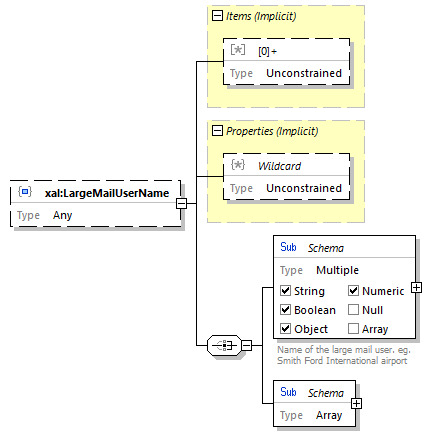 Items (Implicit)
[0]+
Type Unconstrained
Properties (Implicit)
Wildcard
Type Unconstrained
xal:LargeMailUserName
Type Any
Sub Schema
Type Multiple
String Numeric
Boolean Null
Object Array
Name of the large mail user. eg,
Smith Ford International airport
Sub Schema
Type Array